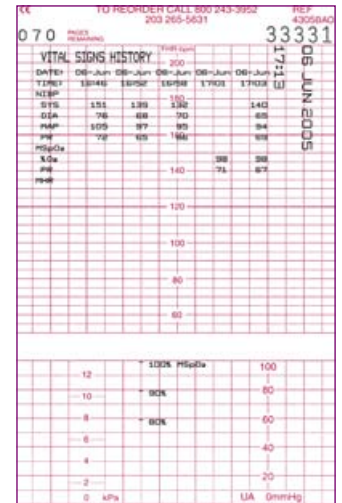 TO REORDER CALL 800 243-3952 REF
203 265-5631 4305BAO
070 PAGES REMAINING 33331
VITAL SIGNS HISTORY
200
DATE: 06-Jun 06-Jun 06-Jun 06-Jun 06-Jun
TIME: 16:46 16:52 16:58 17:01 17:03
NIBP
SYS 151 139 132 140
DIA 76 68 70 65
MAP 105 97 95 94
PR 72 65 69
MSpO₂
%O₂ 98 98
PR 71 67
MHR
17:13 06 JUN 2005
180
140
120
100
80
60
100% MSpO₂ 100
12
90% 80
10
80% 60
8
6
40
4
20
2
0 kPa UA 0mmHg